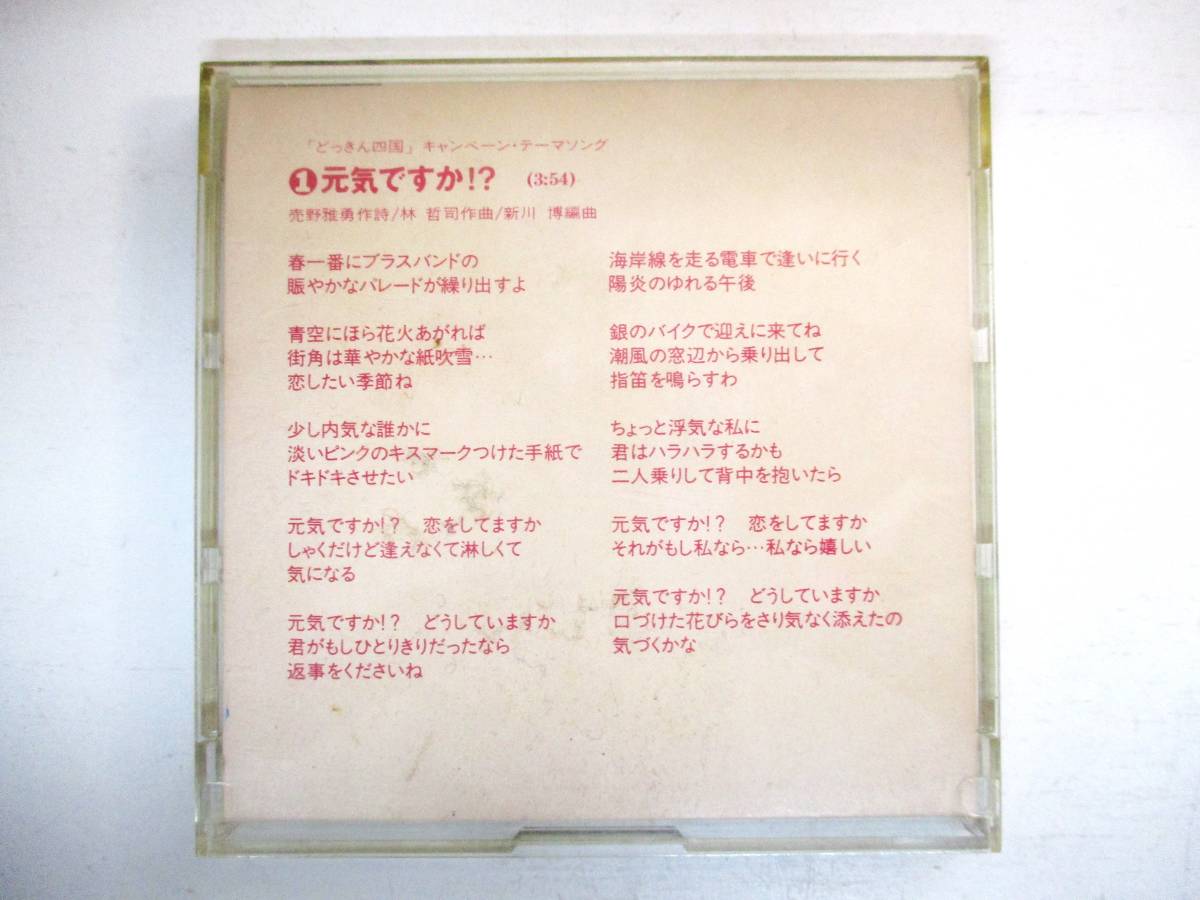 「どっきん四国」キャンペーン・テーマソング
❶元気ですか!? (3:54)
売野雅勇作詩/林 哲司作曲/新川 博編曲
春一番にブラスバンドの
賑やかなパレードが繰り出すよ
青空にほら花火あがれば
街角は華やかな紙吹雪…
恋したい季節ね
少し内気な誰かに
淡いピンクのキスマークつけた手紙で
ドキドキさせたい
元気ですか!? 恋をしてますか
しゃくだけど逢えなくて淋しくて
気になる
元気ですか!? どうしていますか
君がもしひとりきりだったなら
返事をくださいね
海岸線を走る電車で逢いに行く
陽炎のゆれる午後
銀のバイクで迎えに来てね
潮風の窓辺から乗り出して
指笛を鳴らすわ
ちょっと浮気な私に
君はハラハラするかも
二人乗りして背中を抱いたら
元気ですか!? 恋をしてますか
それがもし私なら…私なら嬉しい
元気ですか!? どうしていますか
口づけた花びらをさり気なく添えたの
気づくかな